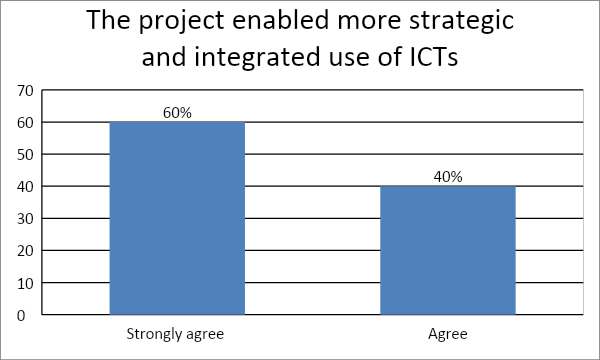 The project enabled more strategic
and integrated use of ICTs
70
60
50
40
30
20
10
0
60%
40%
Strongly agree
Agree